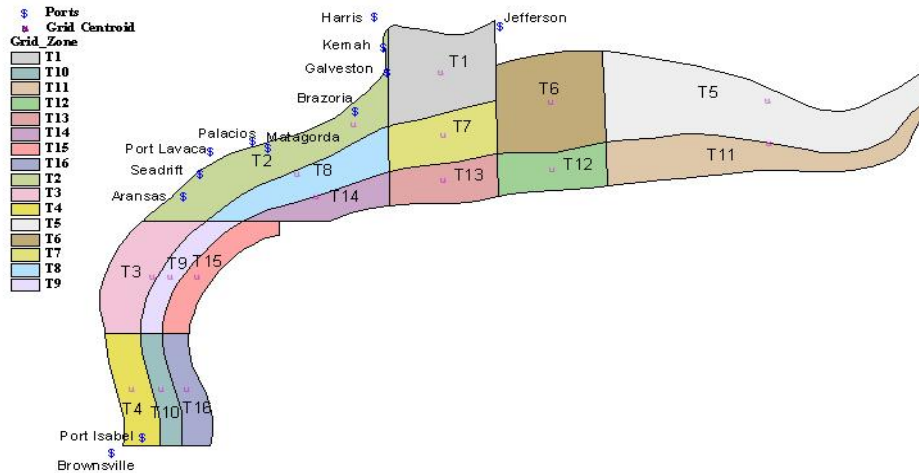 Ports
Grid Centroid
Grid_Zone
T1
T10
T11
T12
T13
T14
T15
T16
T2
T3
T4
T5
T6
T7
T8
T9
Harris
Jefferson
Kemah
Galveston
T1
T6
T5
Brazoria
T7
Palacios
Matagorda
Port Lavaca
T2
T11
Seadrift
T8
T12
T13
Aransas
T14
T3
T9
T15
T4
T10
T16
Port Isabel
Brownsville